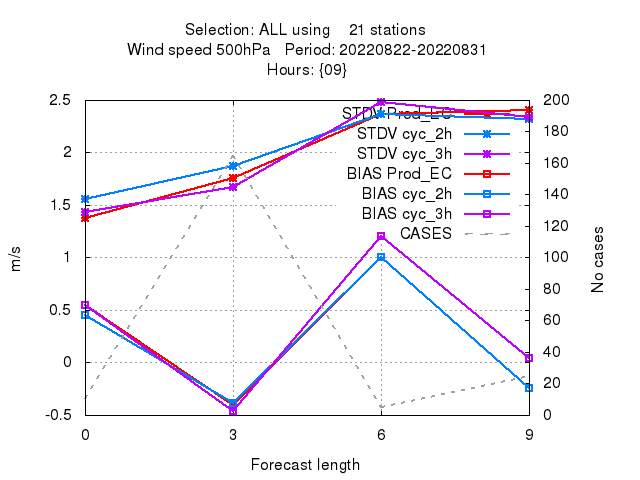 Selection: ALL using 21 stations
Wind speed 500hPa Period: 20220822-20220831
Hours: {09}
2.5
2
1.5
1
0.5
0
-0.5
200
180
160
140
120
100
80
60
40
20
0
0 3 6 9
m/s
No cases
Forecast length
STDV Prod_EC
STDV cyc_2h
STDV cyc_3h
BIAS Prod_EC
BIAS cyc_2h
BIAS cyc_3h
CASES